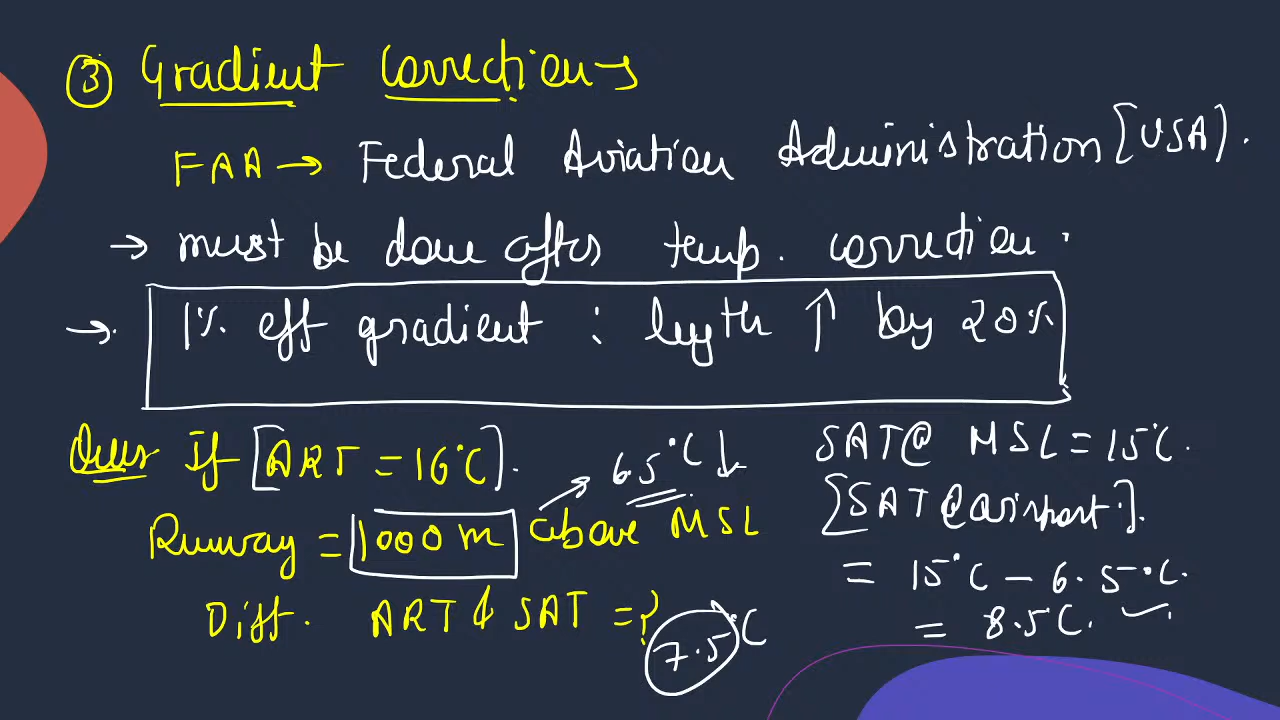 ③ Gradient Correction →
FAA → Federal Aviation Administration [USA].
→ must be done after temp. correction.
→ 1% eff gradient : length ↑ by 20%
Ques If [ART = 16°C].
6.5°C ↓
Runway = 1000 m above MSL
Diff. ART & SAT = ?
7.5°C
SAT @ MSL = 15°C.
[SAT @ airport].
= 15°C - 6.5°C.
= 8.5°C.